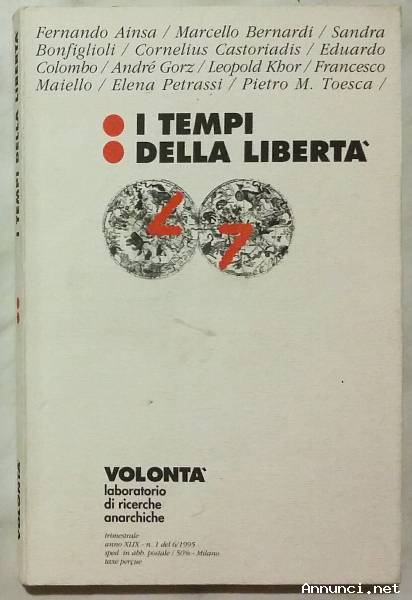 Fernando Ainsa / Marcello Bernardi / Sandra
Bonfiglioli / Cornelius Castoriadis / Eduardo
Colombo / André Gorz / Leopold Khor / Francesco
Maiello / Elena Petrassi / Pietro M. Toesca /
I TEMPI
DELLA LIBERTA`
VOLONTA`
laboratorio
di ricerche
anarchiche
trimestrale
anno XLIX - n. 1 del 6/1995
sped. in abb. postale / 50% - Milano
taxe perçue
I TEMPI DELLA LIBERTA`
VOLONTA`
Annunci.net